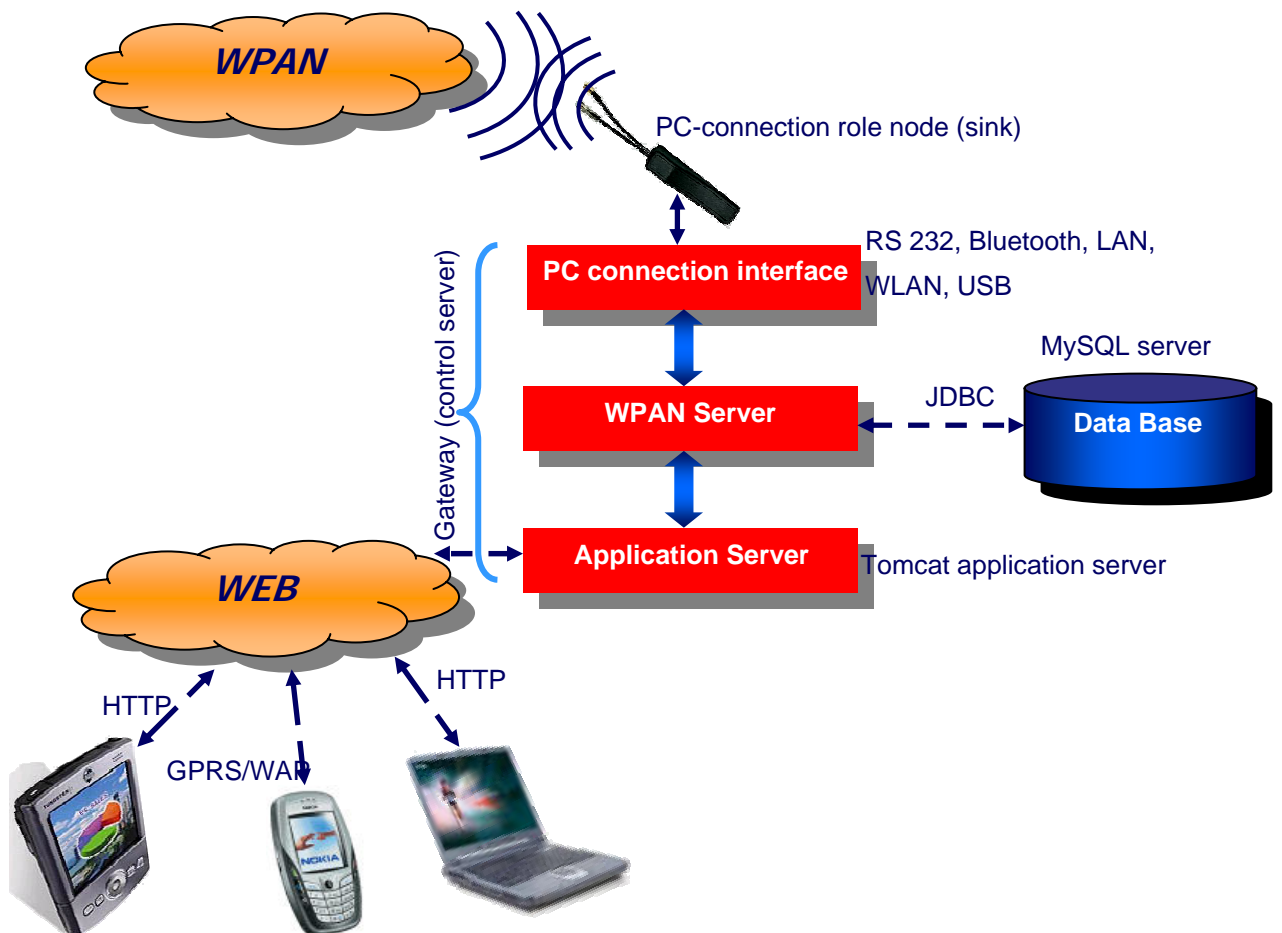 WPAN
PC-connection role node (sink)
RS 232, Bluetooth, LAN,
WLAN, USB
PC connection interface
Gateway (control server)
MySQL server
WPAN Server
JDBC
Data Base
Application Server
Tomcat application server
WEB
HTTP
HTTP
GPRS/WAP
NOKIA